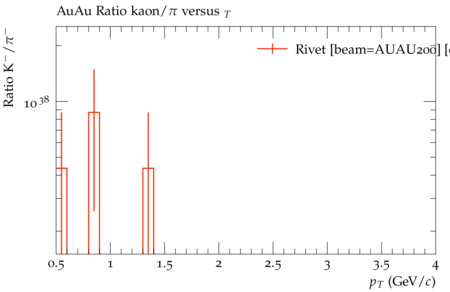 AuAu Ratio kaon/π versus T
Rivet [beam=AUAU200] [
Ratio K⁻/π⁻
10³⁸
0.5 1 1.5 2 2.5 3 3.5 4
pT (GeV/c)